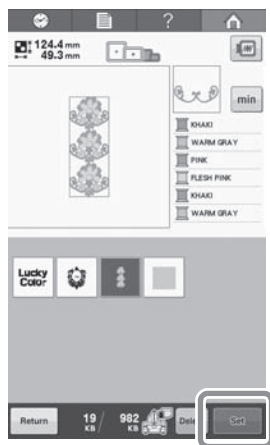 ?
124.4 mm
49.3 mm
min
KHAKI
WARM GRAY
PINK
FLESH PINK
KHAKI
WARM GRAY
Lucky
Color
Return
19 KB / 982 KB
Dele
Set